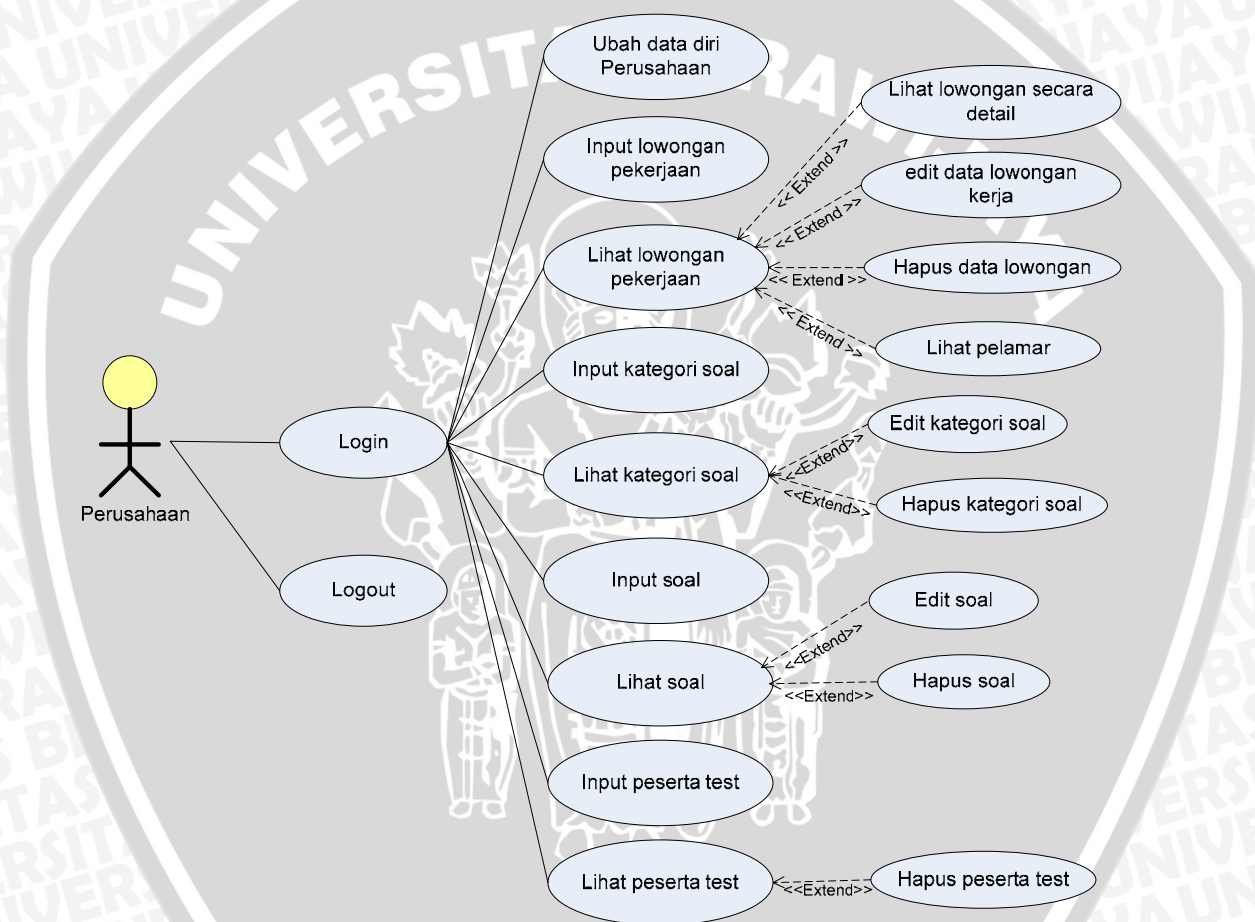 Ubah data diri
Perusahaan
Lihat lowongan secara
detail
Input lowongan
pekerjaan
<< Extend >>
edit data lowongan
kerja
<< Extend >>
Lihat lowongan
pekerjaan
Hapus data lowongan
<< Extend >>
<< Extend >>
Lihat pelamar
Input kategori soal
Edit kategori soal
Login
<<Extend>>
Lihat kategori soal
<<Extend>>
Hapus kategori soal
Perusahaan
Input soal
Logout
Edit soal
<<Extend>>
Lihat soal
Hapus soal
<<Extend>>
Input peserta test
Lihat peserta test
<<Extend>>
Hapus peserta test
UNIVERSITAS BRAWIJAYA